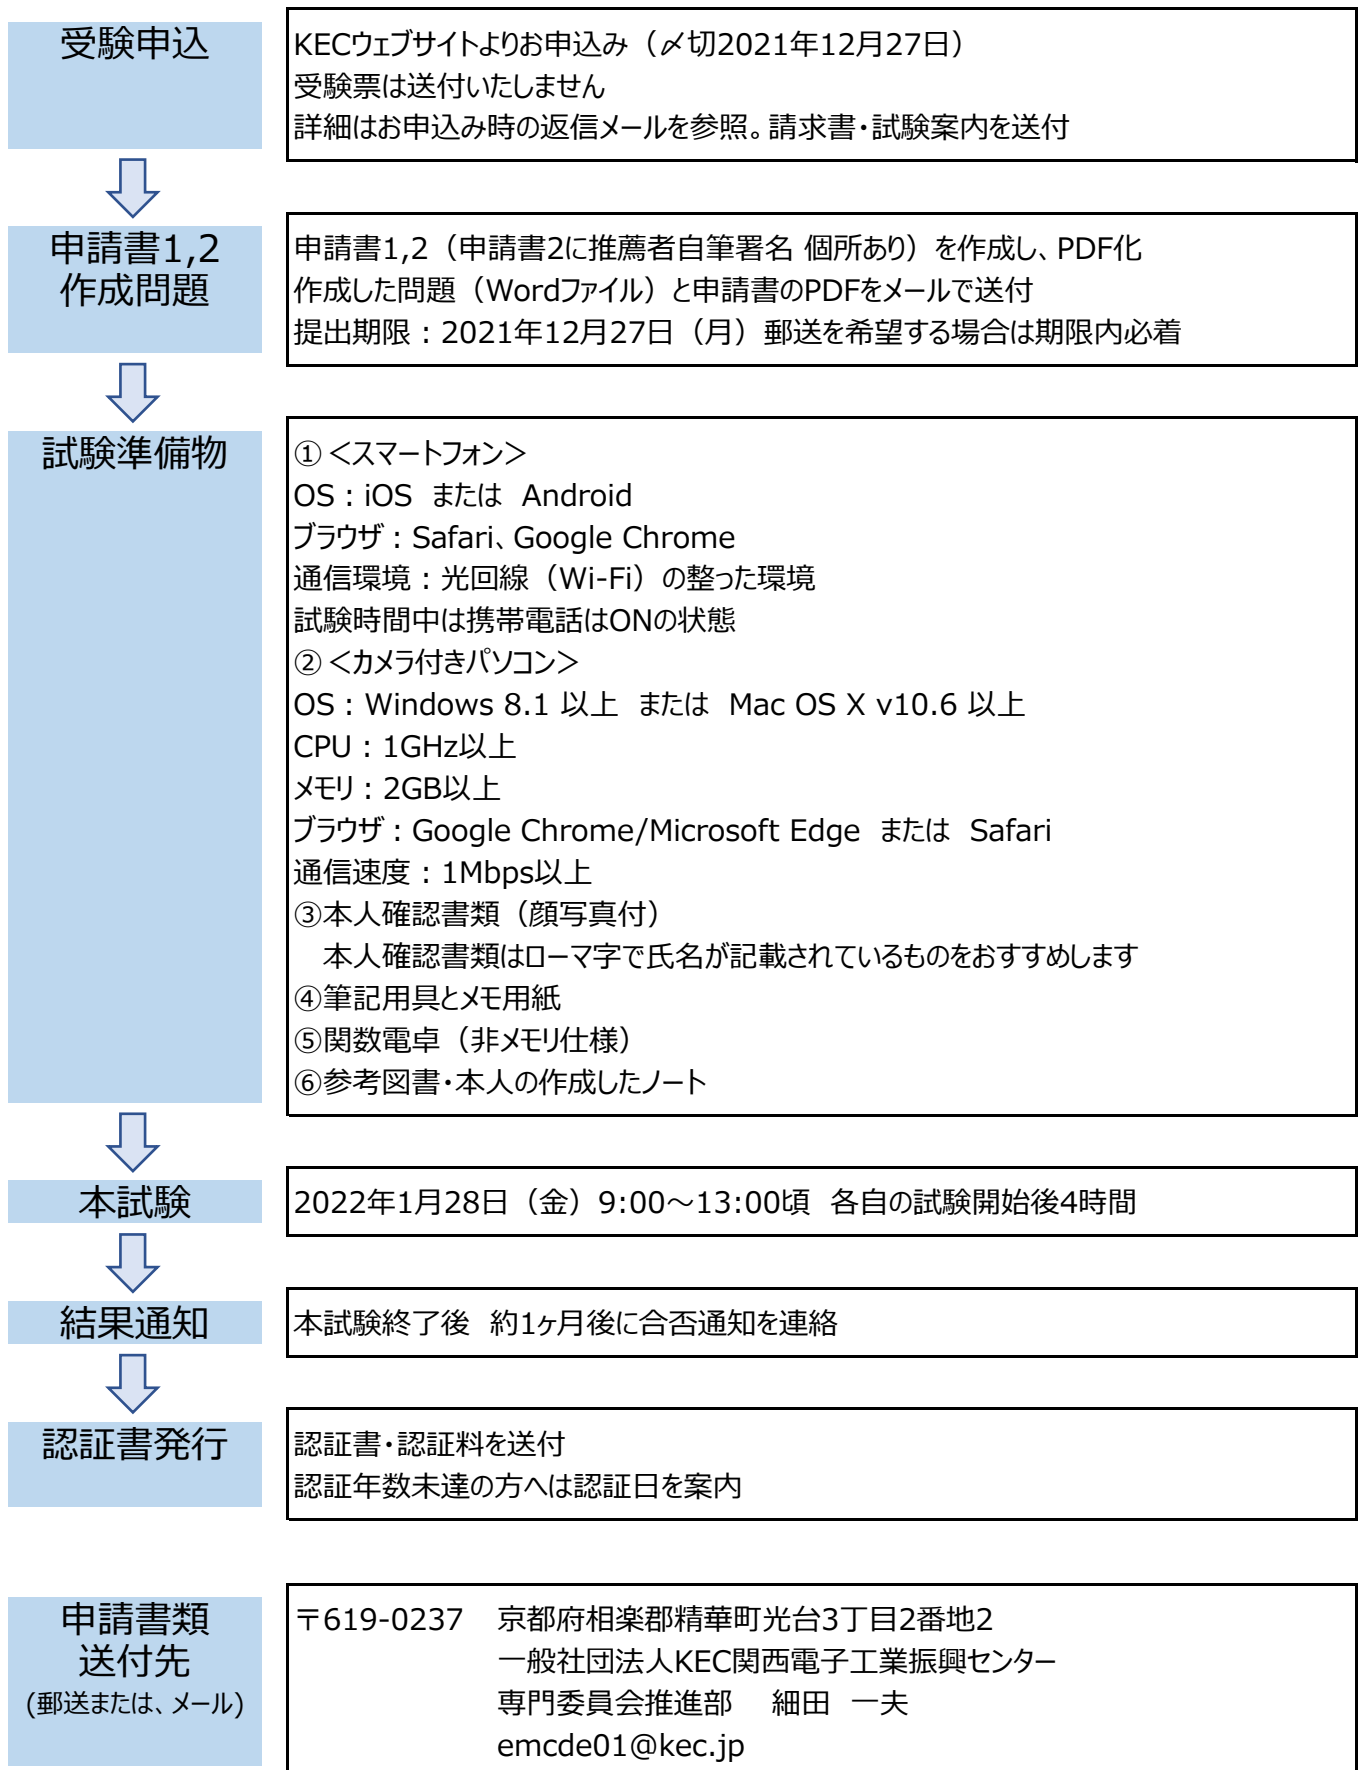 受験申込
KECウェブサイトよりお申込み（〆切2021年12月27日）
受験票は送付いたしません
詳細はお申込み時の返信メールを参照。請求書・試験案内を送付
申請書1,2
作成問題
申請書1,2（申請書2に推薦者自筆署名 個所あり）を作成し、PDF化
作成した問題（Wordファイル）と申請書のPDFをメールで送付
提出期限：2021年12月27日（月）郵送を希望する場合は期限内必着
試験準備物
①＜スマートフォン＞
OS：iOS または Android
ブラウザ：Safari、Google Chrome
通信環境：光回線（Wi-Fi）の整った環境
試験時間中は携帯電話はONの状態
②＜カメラ付きパソコン＞
OS：Windows 8.1 以上 または Mac OS X v10.6 以上
CPU：1GHz以上
メモリ：2GB以上
ブラウザ：Google Chrome/Microsoft Edge または Safari
通信速度：1Mbps以上
③本人確認書類（顔写真付）
本人確認書類はローマ字で氏名が記載されているものをおすすめします
④筆記用具とメモ用紙
⑤関数電卓（非メモリ仕様）
⑥参考図書・本人の作成したノート
本試験
2022年1月28日（金）9:00～13:00頃 各自の試験開始後4時間
結果通知
本試験終了後 約1ヶ月後に合否通知を連絡
認証書発行
認証書・認証料を送付
認証年数未達の方へは認証日を案内
申請書類
送付先
(郵送または、メール)
〒619-0237 京都府相楽郡精華町光台3丁目2番地2
一般社団法人KEC関西電子工業振興センター
専門委員会推進部 細田 一夫
emcde01@kec.jp